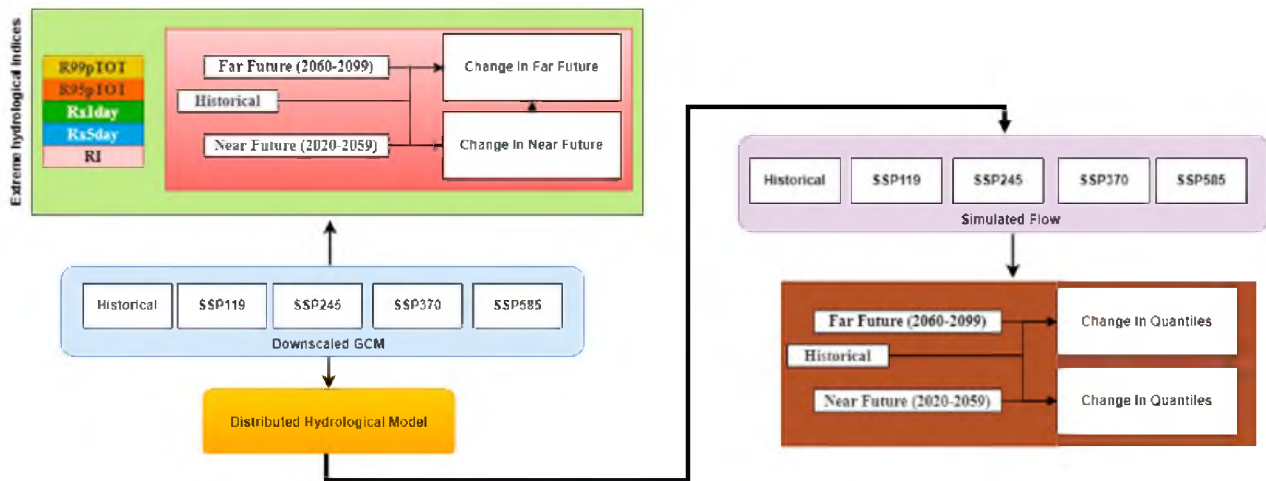 Extreme hydrological indices
R99pTOT
R95pTOT
Rx1day
Rx5day
RI
Far Future (2060-2099)
Historical
Near Future (2020-2059)
Change In Far Future
Change In Near Future
Historical
SSP119
SSP245
SSP370
SSP585
Downscaled GCM
Distributed Hydrological Model
Historical
SSP119
SSP245
SSP370
SSP585
Simulated Flow
Far Future (2060-2099)
Historical
Near Future (2020-2059)
Change In Quantiles
Change In Quantiles